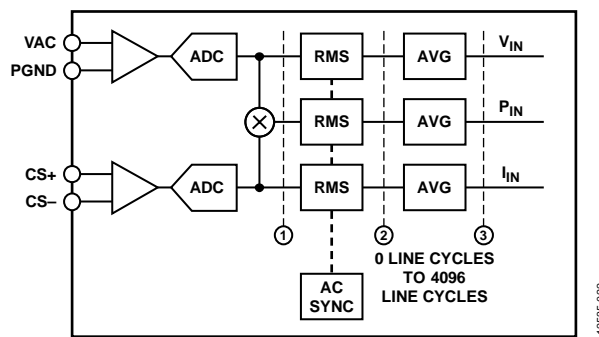 VAC
PGND
ADC
RMS
AVG
VIN
RMS
AVG
PIN
CS+
CS–
ADC
RMS
AVG
IIN
1
2
3
0 LINE CYCLES
TO 4096
LINE CYCLES
AC
SYNC